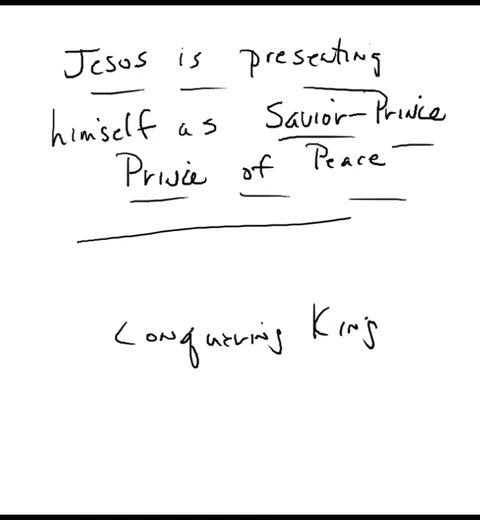 Jesus is presenting
himself as Savior-Prince
Prince of Peace
Conquering King